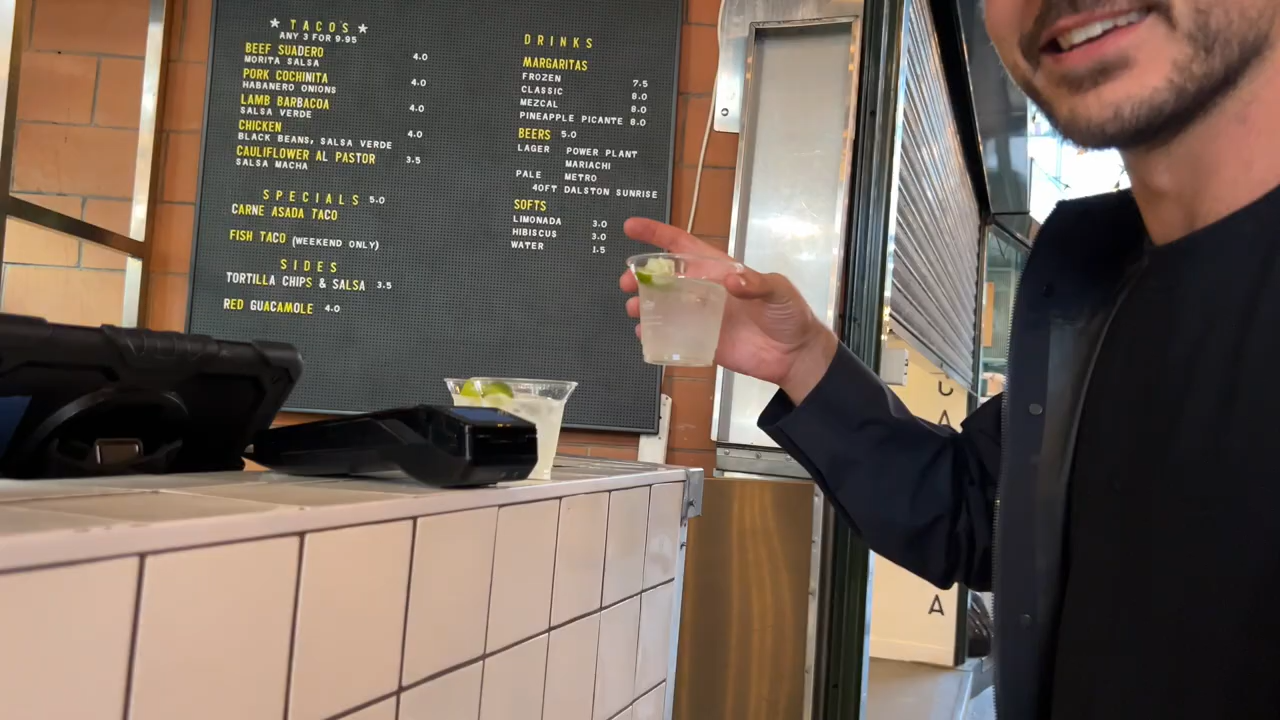 ★ TACOS ★
ANY 3 FOR 9.95
BEEF SUADERO 4.0
MORITA SALSA
PORK COCHINITA 4.0
HABANERO ONIONS
LAMB BARBACOA 4.0
SALSA VERDE
CHICKEN 4.0
BLACK BEANS, SALSA VERDE
CAULIFLOWER AL PASTOR 3.5
SALSA MACHA
SPECIALS 5.0
CARNE ASADA TACO
FISH TACO (WEEKEND ONLY)
SIDES
TORTILLA CHIPS & SALSA 3.5
RED GUACAMOLE 4.0
DRINKS
MARGARITAS
FROZEN 7.5
CLASSIC 8.0
MEZCAL 8.0
PINEAPPLE PICANTE 8.0
BEERS 5.0
LAGER POWER PLANT
MARIACHI
PALE METRO
40FT DALSTON SUNRISE
SOFTS
LIMONADA 3.0
HIBISCUS 3.0
WATER 1.5
A
A